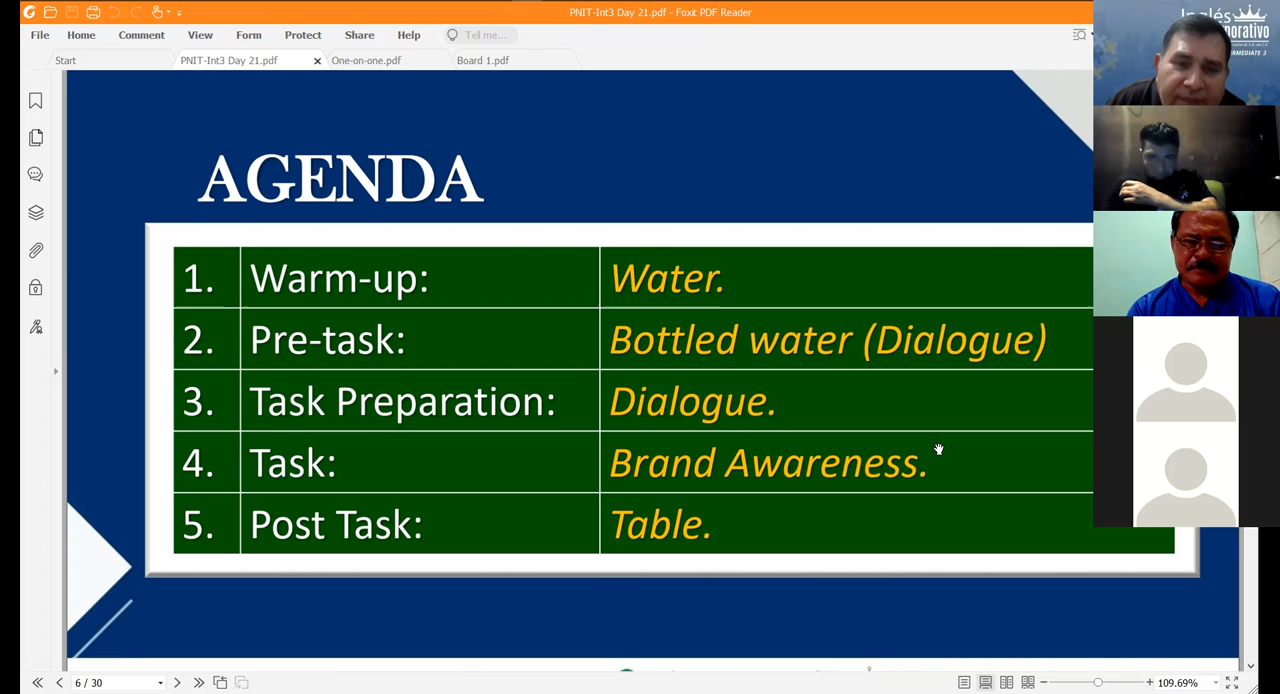 PNIT-Int3 Day 21.pdf - Foxit PDF Reader
File Home Comment View Form Protect Share Help Tell me...
Start PNIT-Int3 Day 21.pdf One-on-one.pdf Board 1.pdf
Inglés
INTERMEDIATE 3
AGENDA
1. Warm-up: Water.
2. Pre-task: Bottled water (Dialogue)
3. Task Preparation: Dialogue.
4. Task: Brand Awareness.
5. Post Task: Table.
6 / 30
109.69%